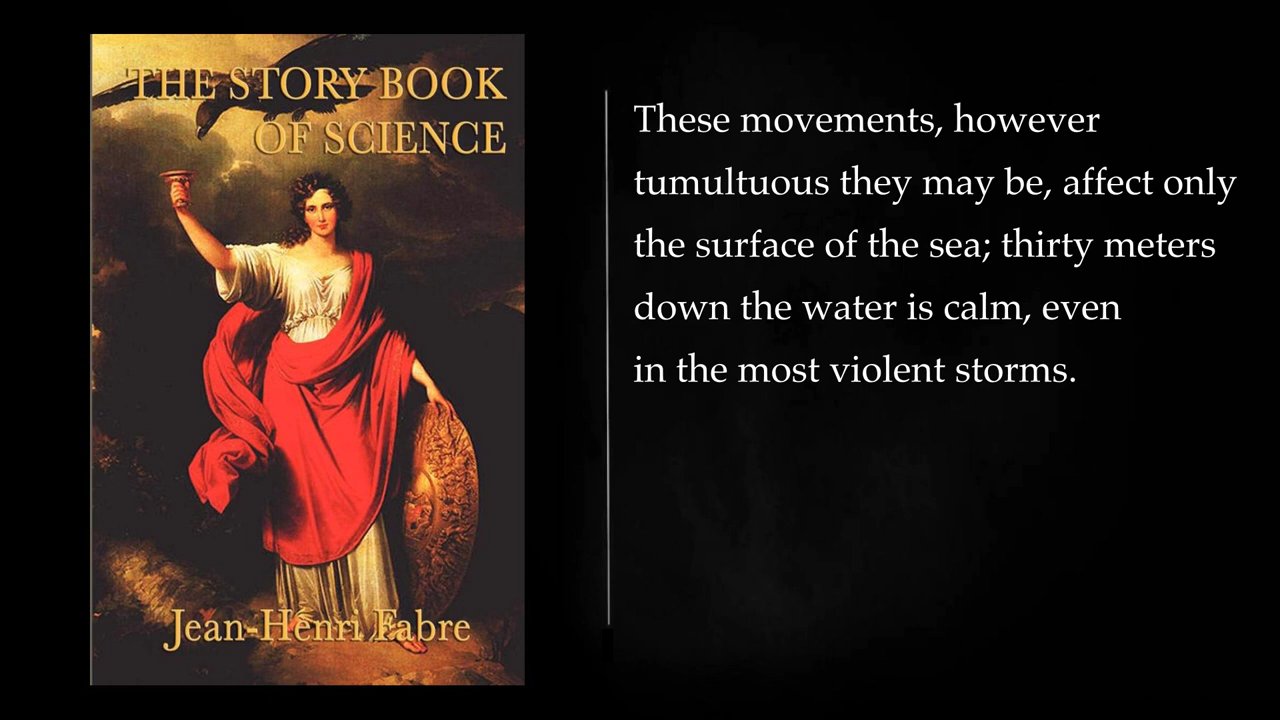 THE STORY BOOK
OF SCIENCE
Jean-Henri Fabre
These movements, however
tumultuous they may be, affect only
the surface of the sea; thirty meters
down the water is calm, even
in the most violent storms.